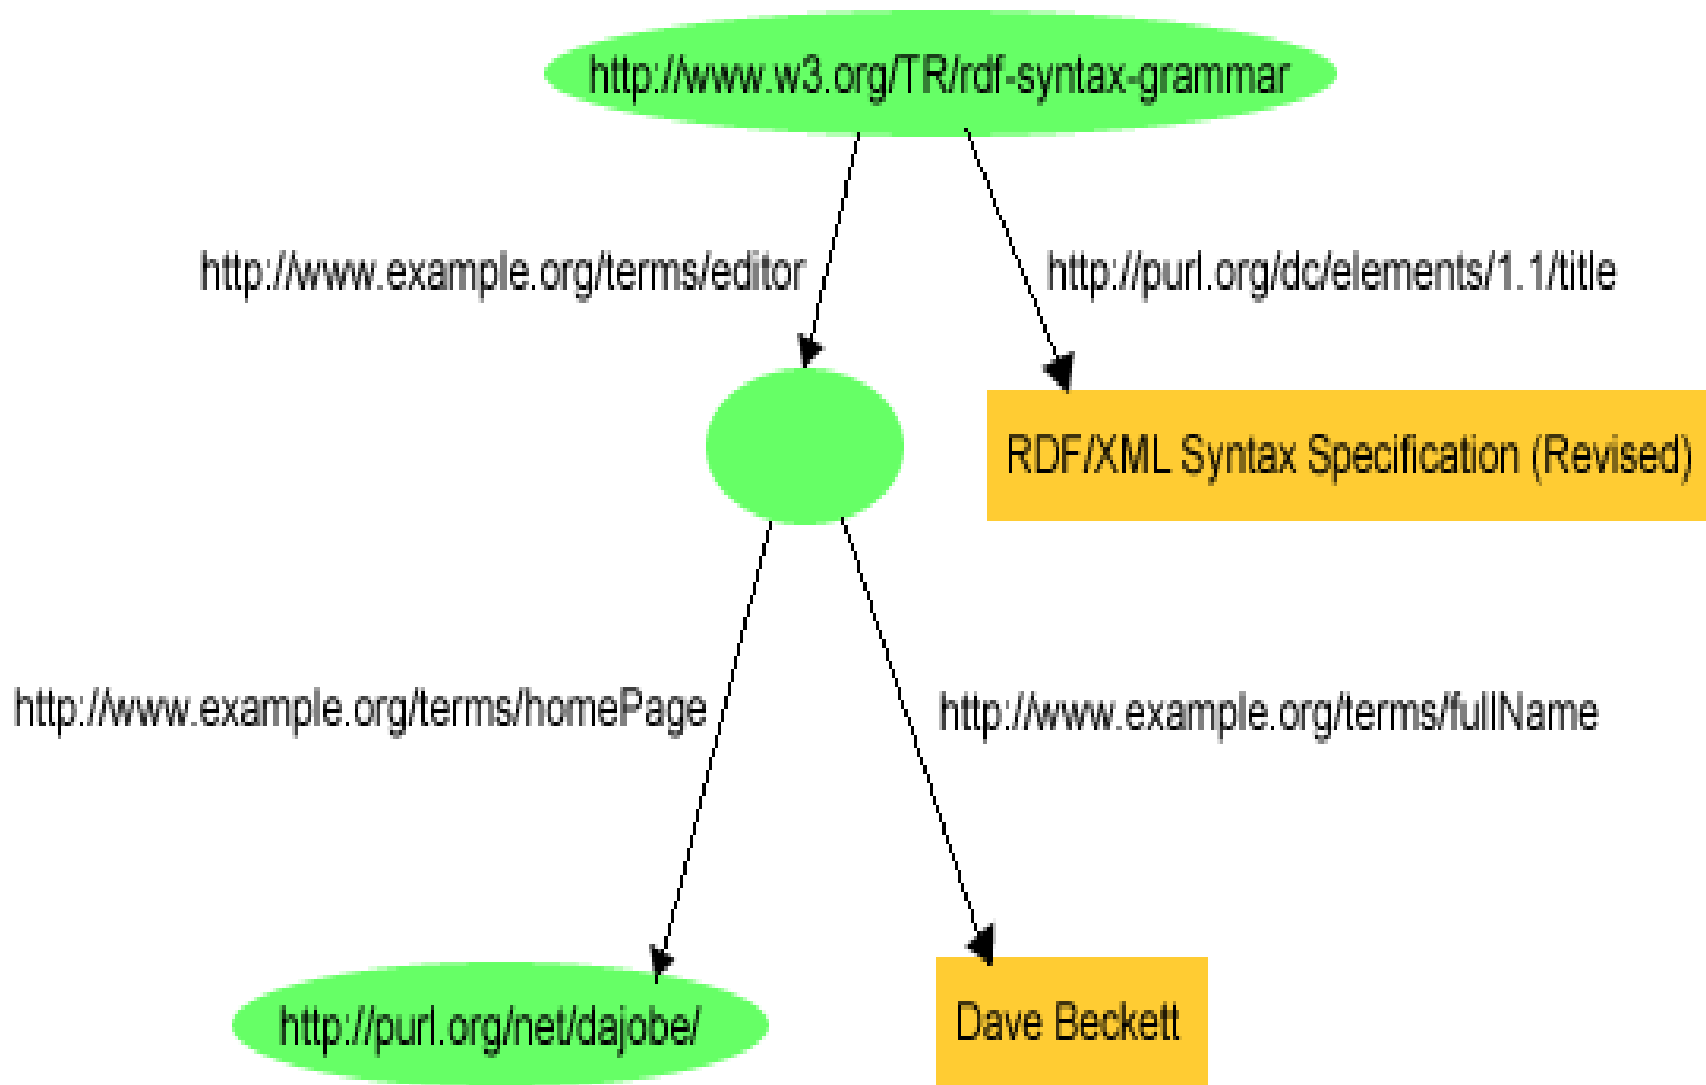 http://www.w3.org/TR/rdf-syntax-grammar
http://www.example.org/terms/editor
http://purl.org/dc/elements/1.1/title
RDF/XML Syntax Specification (Revised)
http://www.example.org/terms/homePage
http://www.example.org/terms/fullName
http://purl.org/net/dajobe/
Dave Beckett